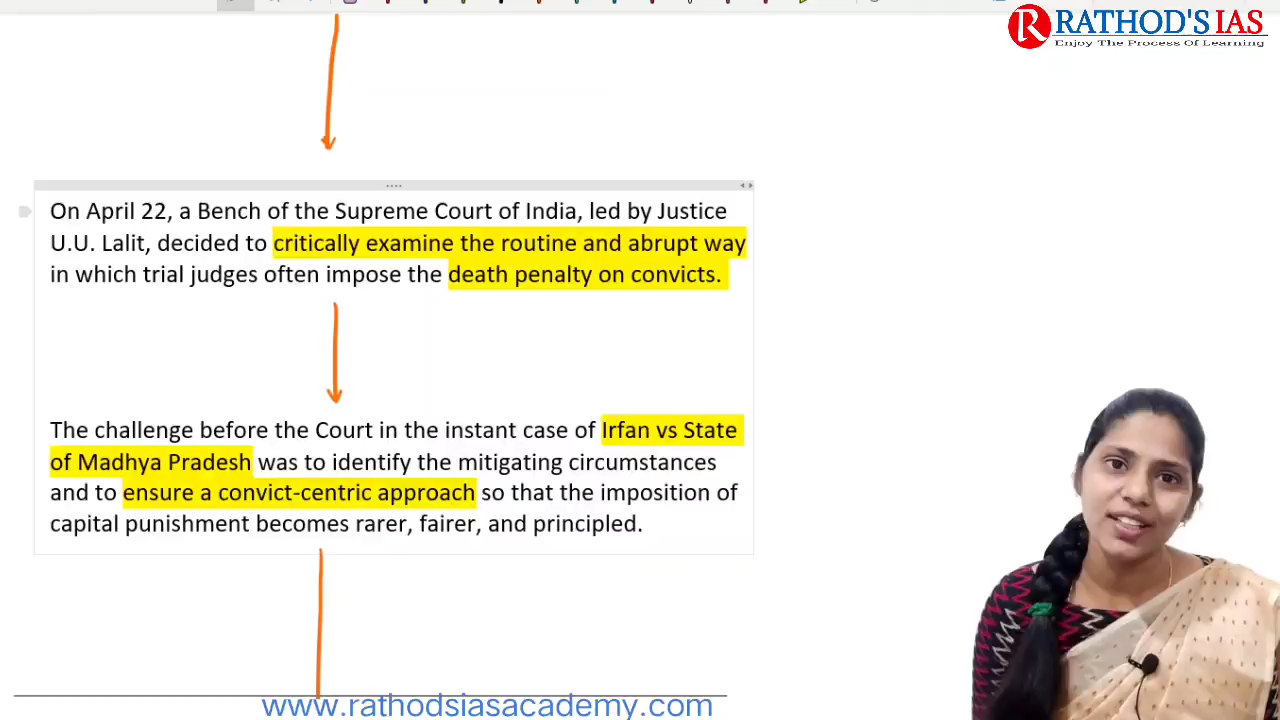 RATHOD'S IAS
Enjoy The Process Of Learning
On April 22, a Bench of the Supreme Court of India, led by Justice
U.U. Lalit, decided to critically examine the routine and abrupt way
in which trial judges often impose the death penalty on convicts.
The challenge before the Court in the instant case of Irfan vs State
of Madhya Pradesh was to identify the mitigating circumstances
and to ensure a convict-centric approach so that the imposition of
capital punishment becomes rarer, fairer, and principled.
www.rathodsiasacademy.com